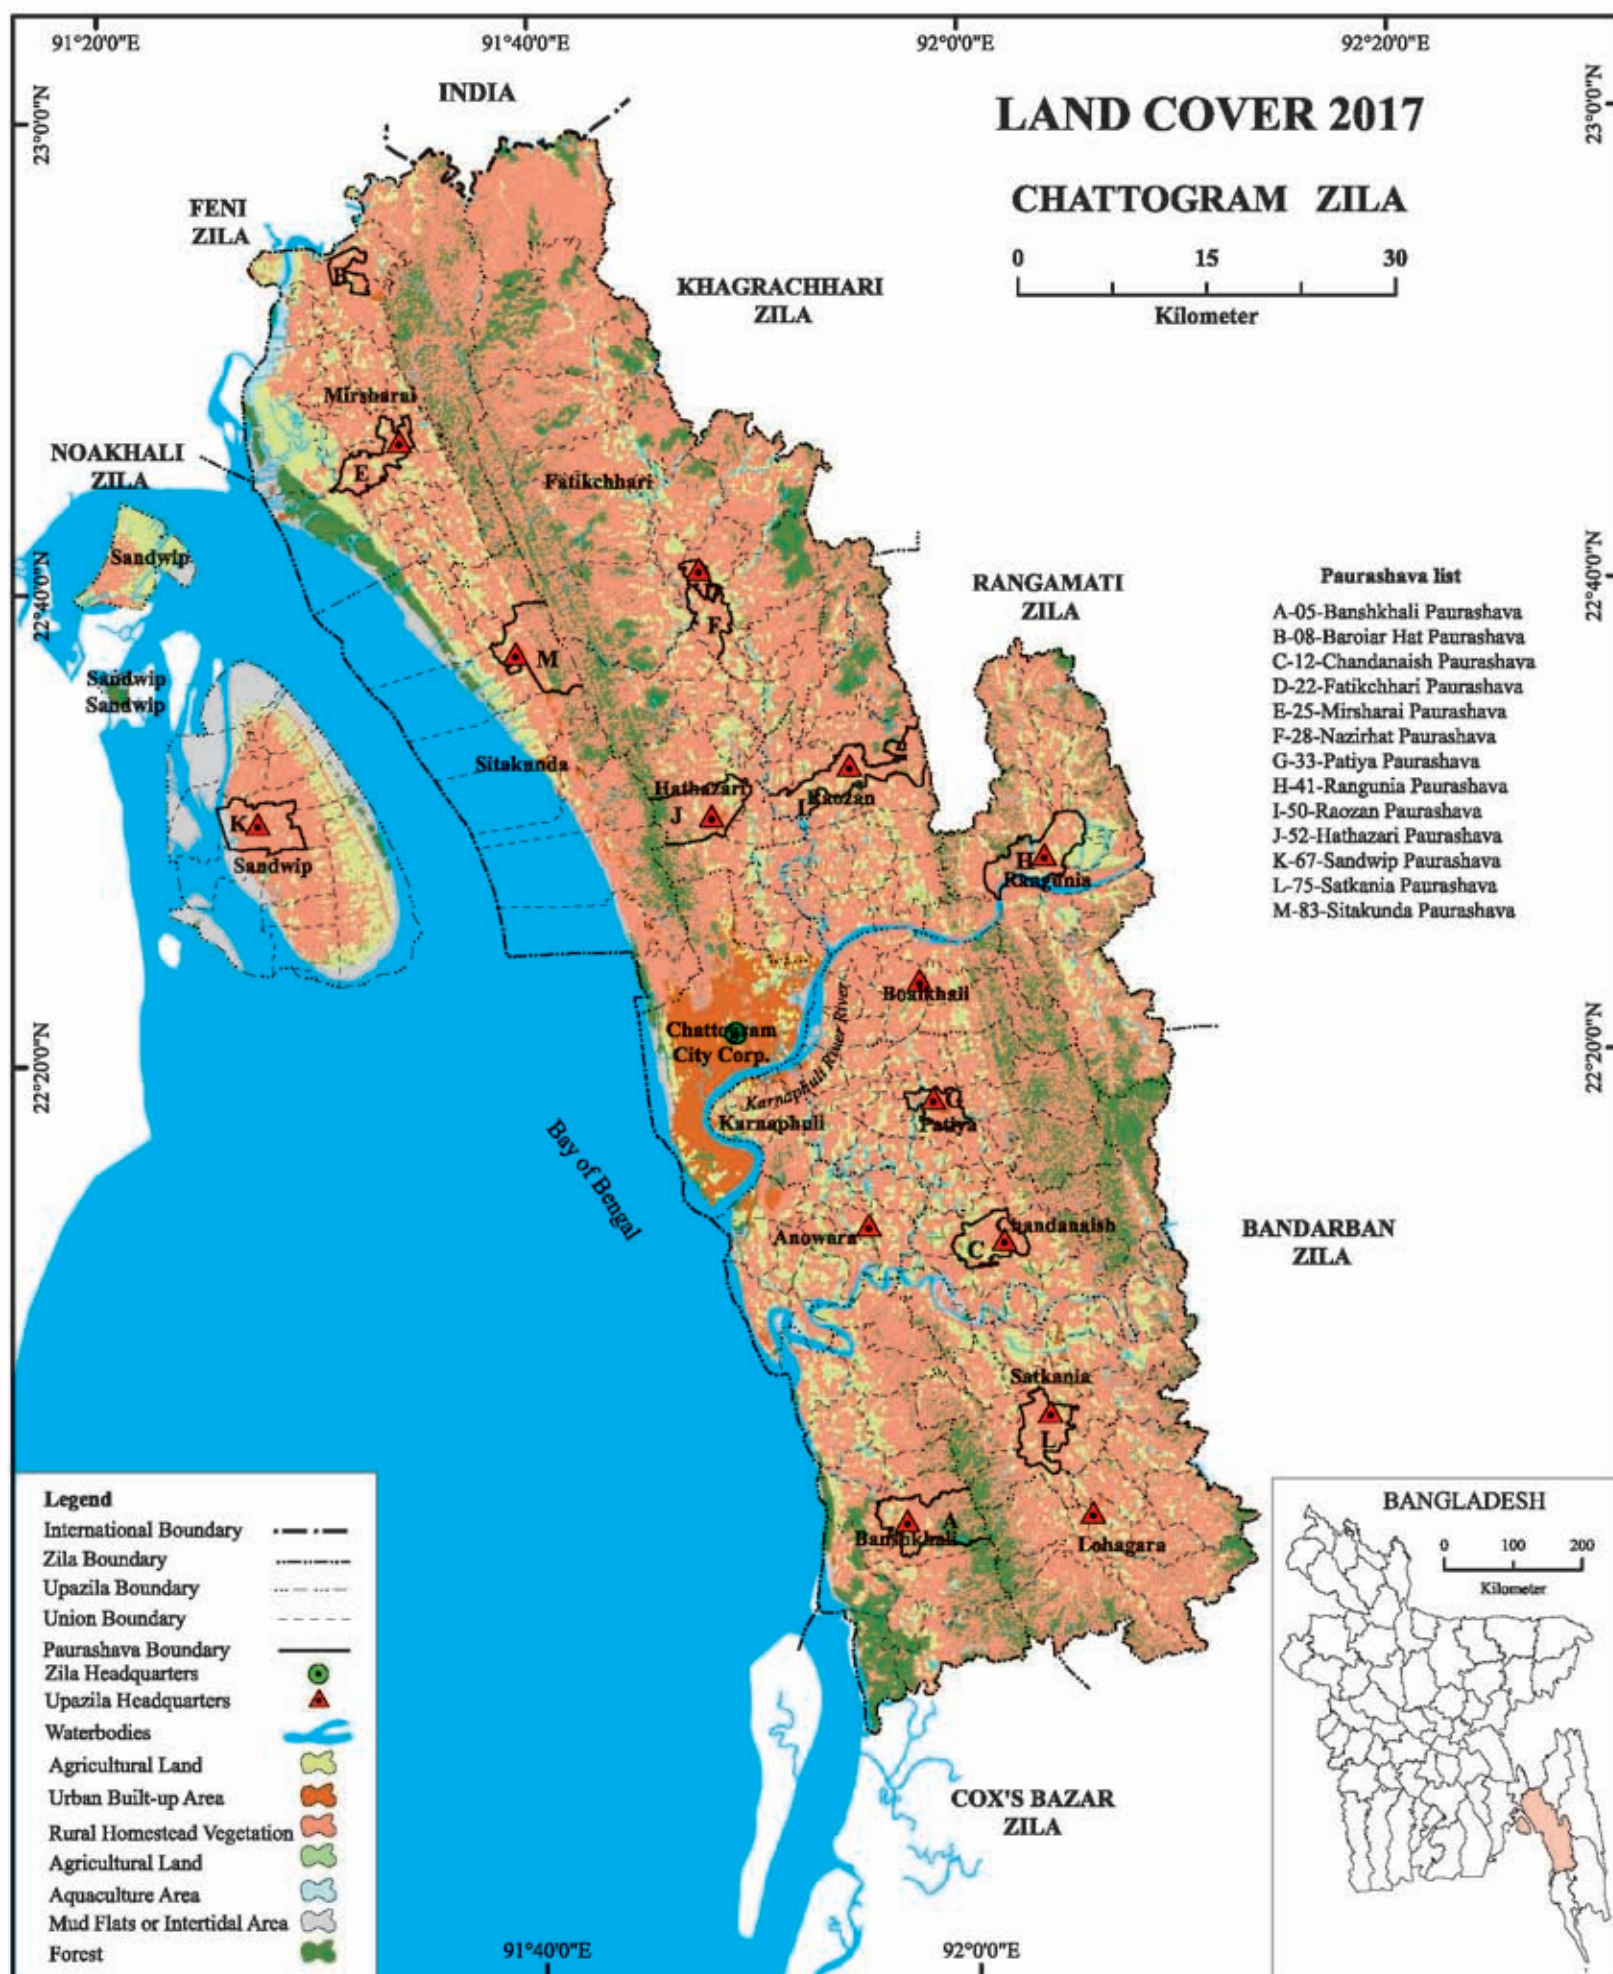 91°20'0"E
91°40'0"E
92°0'0"E
92°20'0"E
23°0'0"N
23°0'0"N
INDIA
LAND COVER 2017
CHATTOGRAM ZILA
0 15 30
Kilometer
FENI
ZILA
KHAGRACHHARI
ZILA
B
Mirsharai
E
NOAKHALI
ZILA
Fatikchhari
Sandwip
22°40'0"N
22°40'0"N
D
F
M
RANGAMATI
ZILA
Paurashava list
A-05-Banshkhali Paurashava
B-08-Baroiar Hat Paurashava
C-12-Chandanaish Paurashava
D-22-Fatikchhari Paurashava
E-25-Mirsharai Paurashava
F-28-Nazirhat Paurashava
G-33-Patiya Paurashava
H-41-Rangunia Paurashava
I-50-Raozan Paurashava
J-52-Hathazari Paurashava
K-67-Sandwip Paurashava
L-75-Satkania Paurashava
M-83-Sitakunda Paurashava
Sandwip
Sandwip
Sitakunda
Hathazari
J
I
Raozan
K
Sandwip
H
Rangunia
Boalkhali
Chattogram
City Corp.
Karnaphuli River River
22°20'0"N
22°20'0"N
Karnaphuli
G
Patiya
Bay of Bengal
Anowara
Chandanaish
C
BANDARBAN
ZILA
Satkania
L
A
Banshkhali
Lohagara
COX'S BAZAR
ZILA
Legend
International Boundary
Zila Boundary
Upazila Boundary
Union Boundary
Paurashava Boundary
Zila Headquarters
Upazila Headquarters
Waterbodies
Agricultural Land
Urban Built-up Area
Rural Homestead Vegetation
Agricultural Land
Aquaculture Area
Mud Flats or Intertidal Area
Forest
BANGLADESH
0 100 200
Kilometer
91°40'0"E
92°0'0"E